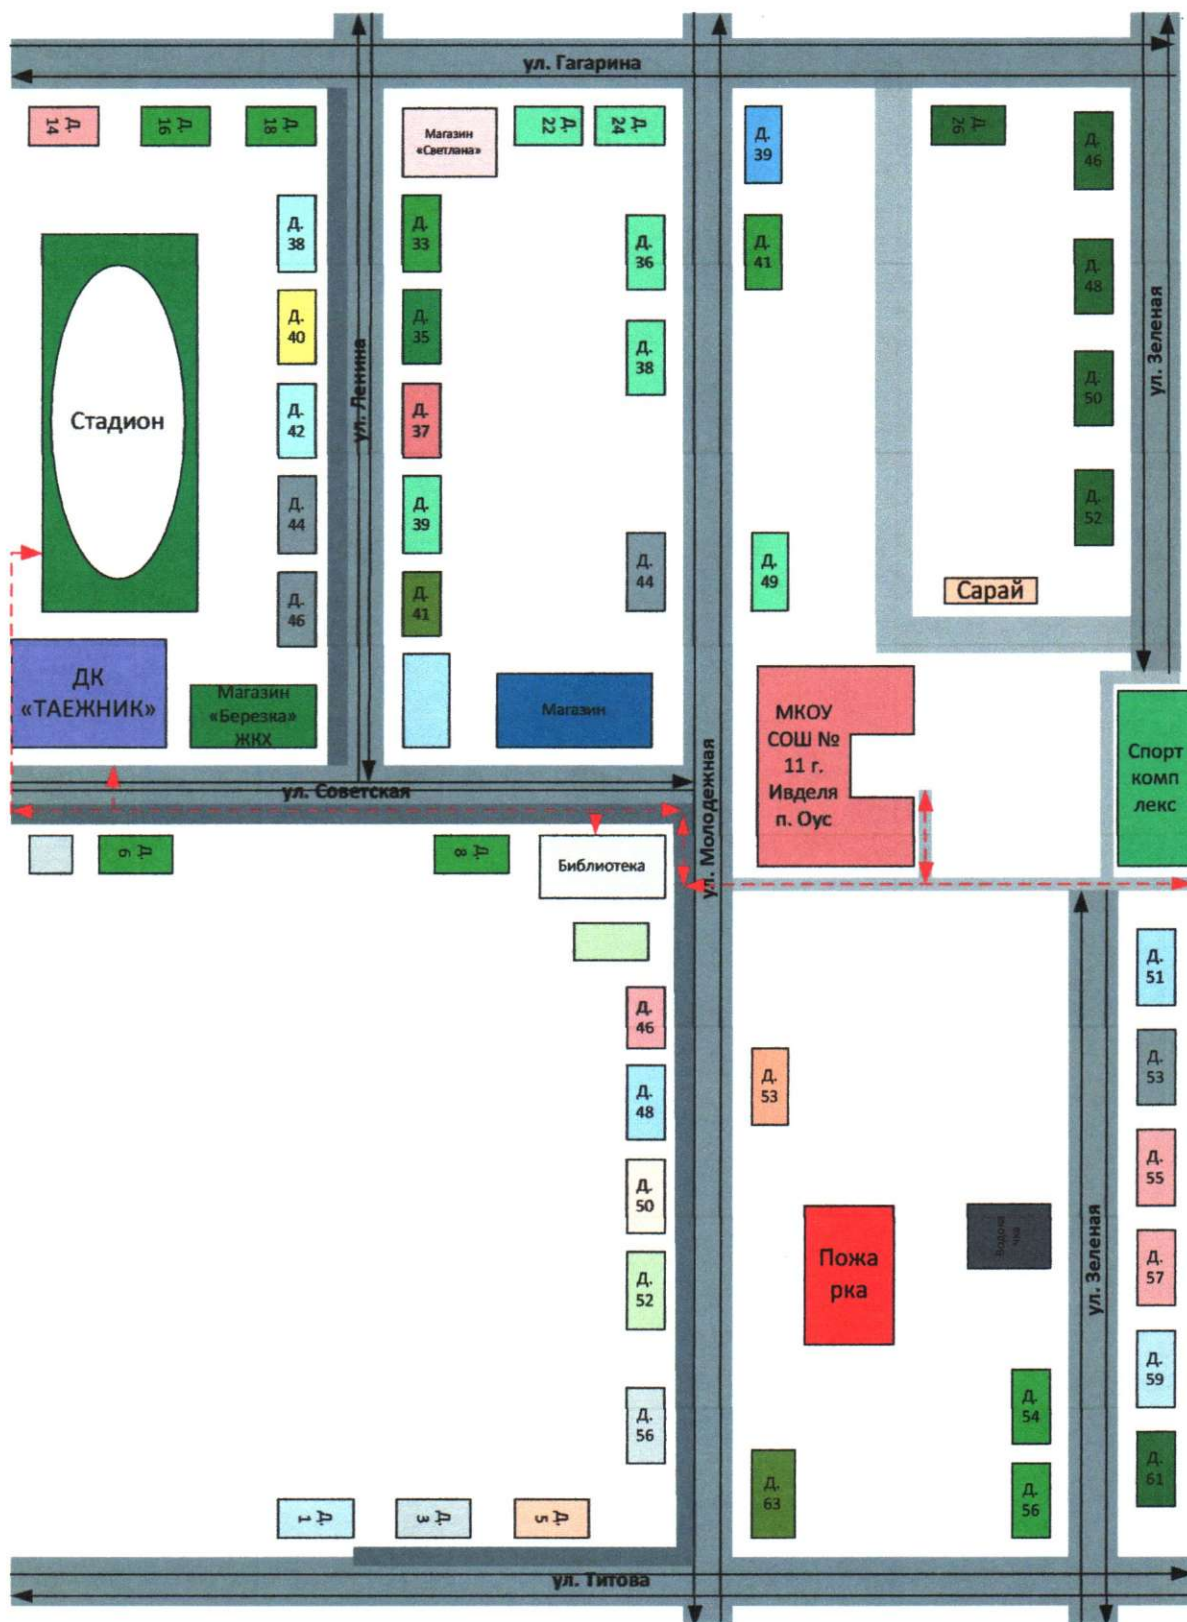 ул. Гагарина
Д.
14
Д.
16
Д.
18
Магазин
«Светлана»
Д.
22
Д.
24
Д.
39
Д.
26
Д.
46
Д.
38
Д.
33
Д.
36
Д.
41
Д.
48
ул. Зеленая
Д.
40
Д.
35
Д.
38
Д.
50
ул. Ленина
Стадион
Д.
42
Д.
37
Д.
52
Д.
44
Д.
39
Д.
44
Д.
49
Д.
46
Д.
41
Сарай
ДК
«ТАЕЖНИК»
Магазин
«Березка»
ЖКХ
Магазин
МКОУ
СОШ №
11 г.
Ивделя
п. Оус
Спорт
комп
лекс
ул. Советская
ул. Молодежная
Д.
6
Д.
8
Библиотека
Д.
51
Д.
46
Д.
53
Д.
53
Д.
48
Д.
55
Д.
50
Пожа
рка
Водока
чка
Д.
57
ул. Зеленая
Д.
52
Д.
59
Д.
54
Д.
56
Д.
61
Д.
63
Д.
56
Д.
1
Д.
3
Д.
5
ул. Титова